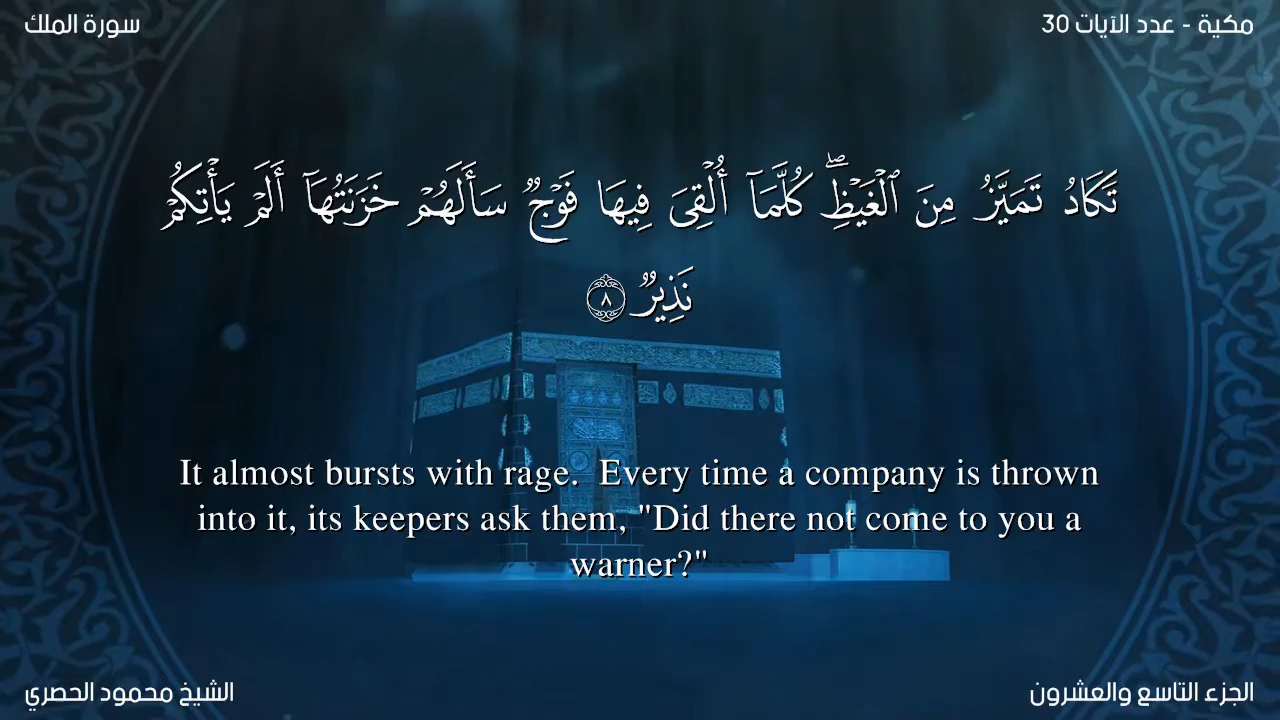 سورة الملك
مكية - عدد الآيات 30
تَكَادُ تَمَيَّزُ مِنَ ٱلْغَيْظِ ۖ كُلَّمَآ أُلْقِىَ فِيهَا فَوْجٌ سَأَلَهُمْ خَزَنَتُهَآ أَلَمْ يَأْتِكُمْ
نَذِيرٌ ٨
It almost bursts with rage. Every time a company is thrown
into it, its keepers ask them, "Did there not come to you a
warner?"
الشيخ محمود الحصري
الجزء التاسع والعشرون